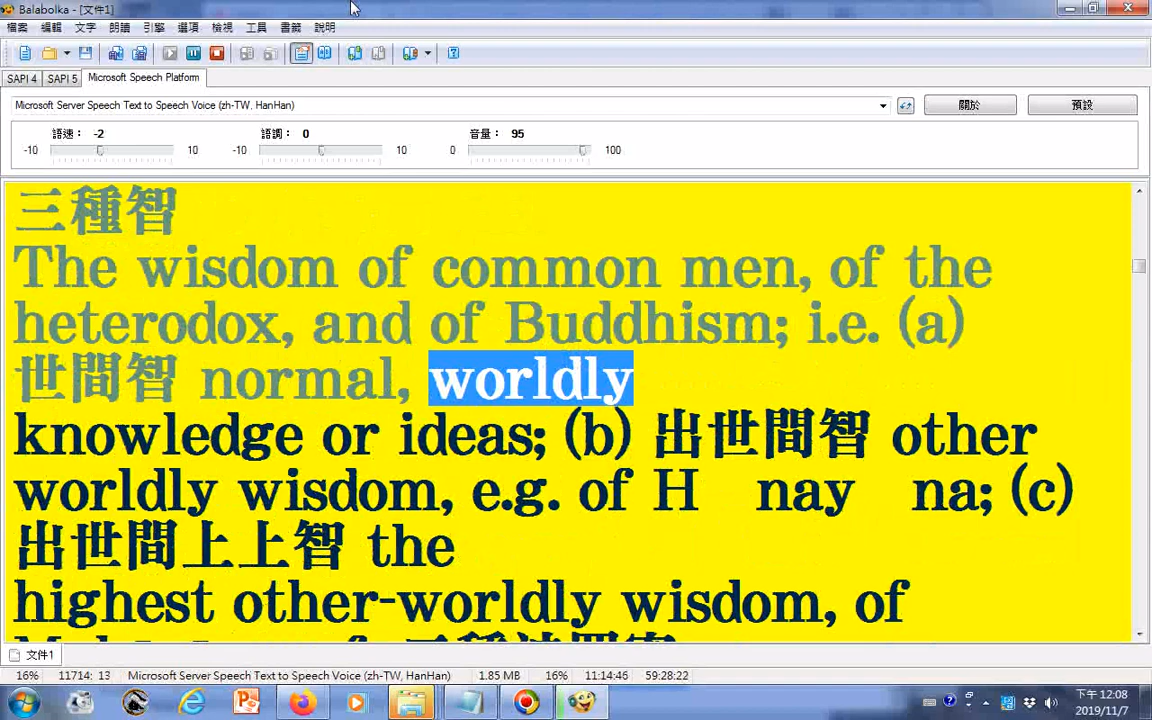 Balabolka - [文件1]
檔案 編輯 文字 朗讀 引擎 選項 檢視 工具 書籤 說明
SAPI 4 SAPI 5 Microsoft Speech Platform
Microsoft Server Speech Text to Speech Voice (zh-TW, HanHan) 關於 預設
語速： -2 語調： 0 音量： 95
-10 10 -10 10 0 100
三種智
The wisdom of common men, of the
heterodox, and of Buddhism; i.e. (a)
世間智 normal, worldly
knowledge or ideas; (b) 出世間智 other
worldly wisdom, e.g. of H nay na; (c)
出世間上上智 the
highest other-worldly wisdom, of
文件1
16% 11714: 13 Microsoft Server Speech Text to Speech Voice (zh-TW, HanHan) 1.85 MB 16% 11:14:46 59:28:22
下午 12:08
2019/11/7